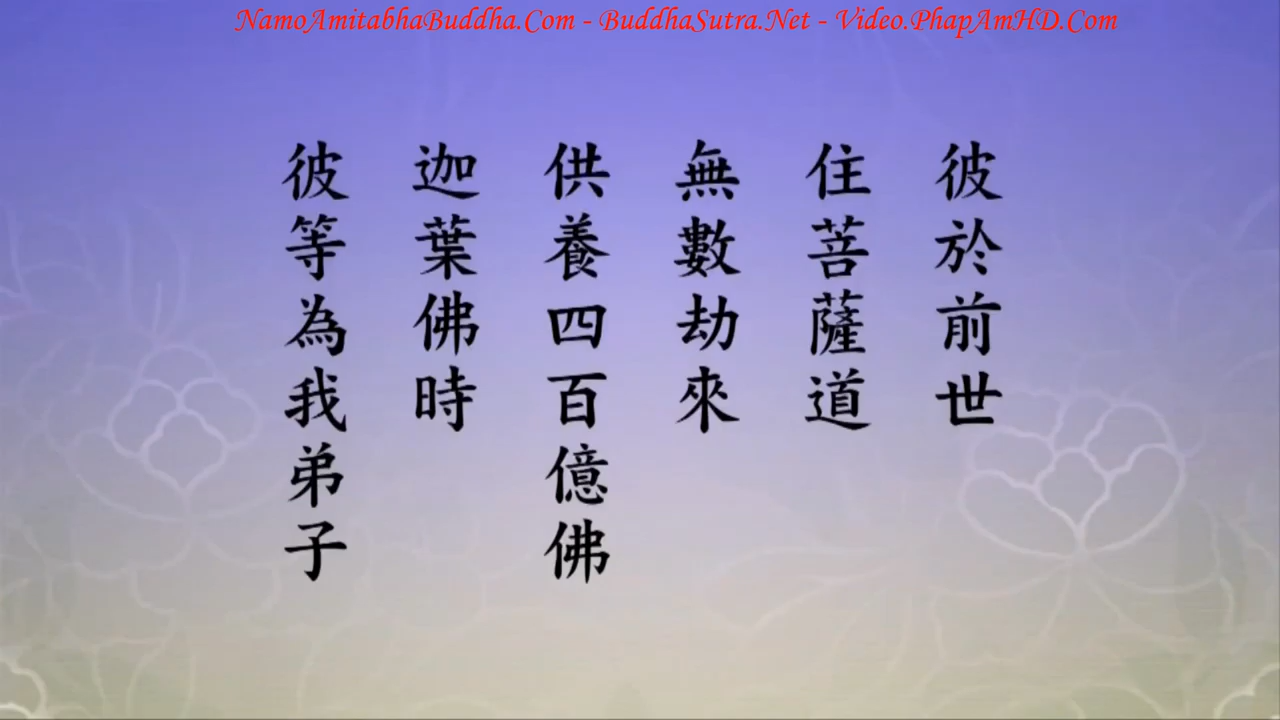 NamoAmitabhaBuddha.Com - BuddhaSutra.Net - Video.PhapAmHD.Com
彼於前世
住菩薩道
無數劫來
供養四百億佛
迦葉佛時
彼等為我弟子